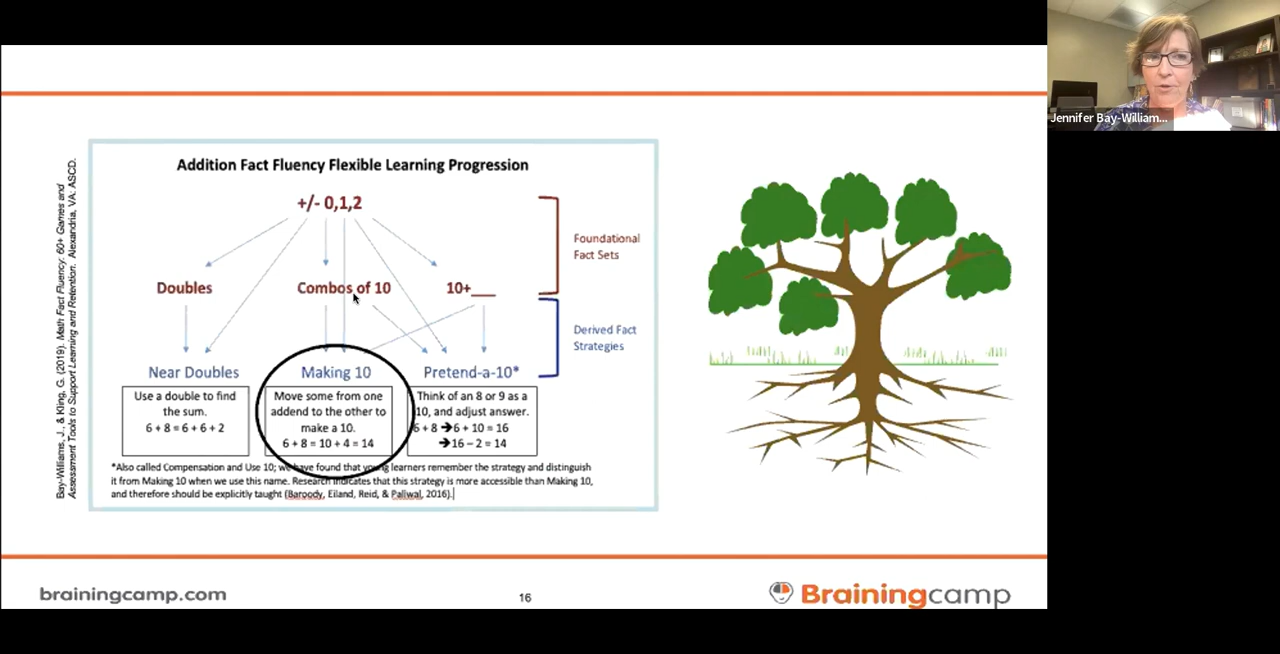 Jennifer Bay-William...
Bay-Williams, J., & Kling, G. (2019). Math Fact Fluency: 60+ Games and
Assessment Tools to Support Learning and Retention. Alexandria, VA: ASCD.
Addition Fact Fluency Flexible Learning Progression
+/- 0,1,2
Foundational
Fact Sets
Doubles
Combos of 10
10+__
Derived Fact
Strategies
Near Doubles
Making 10
Pretend-a-10*
Use a double to find
the sum.
6 + 8 = 6 + 6 + 2
Move some from one
addend to the other to
make a 10.
6 + 8 = 10 + 4 = 14
Think of an 8 or 9 as a
10, and adjust answer.
6 + 8 → 6 + 10 = 16
→ 16 – 2 = 14
*Also called Compensation and Use 10; we have found that young learners remember the strategy and distinguish
it from Making 10 when we use this name. Research indicates that this strategy is more accessible than Making 10,
and therefore should be explicitly taught (Baroody, Eiland, Reid, & Paliwal, 2016).
brainingcamp.com
16
Brainingcamp